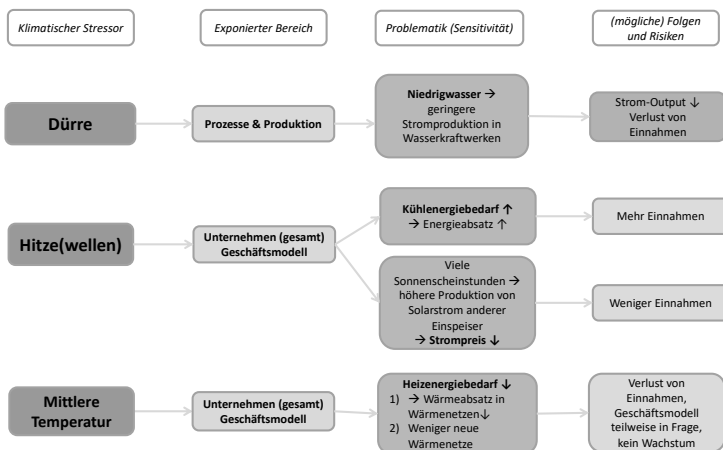 Klimatischer Stressor
Exponierter Bereich
Problematik (Sensitivität)
(mögliche) Folgen
und Risiken
Dürre
Prozesse & Produktion
Niedrigwasser →
geringere
Stromproduktion in
Wasserkraftwerken
Strom-Output ↓
Verlust von
Einnahmen
Hitze(wellen)
Unternehmen (gesamt)
Geschäftsmodell
Kühlenergiebedarf ↑
→ Energieabsatz ↑
Mehr Einnahmen
Viele
Sonnenscheinstunden →
höhere Produktion von
Solarstrom anderer
Einspeiser
→ Strompreis ↓
Weniger Einnahmen
Mittlere
Temperatur
Unternehmen (gesamt)
Geschäftsmodell
Heizenergiebedarf ↓
1) → Wärmeabsatz in
Wärmenetzen↓
2) Weniger neue
Wärmenetze
Verlust von
Einnahmen,
Geschäftsmodell
teilweise in Frage,
kein Wachstum